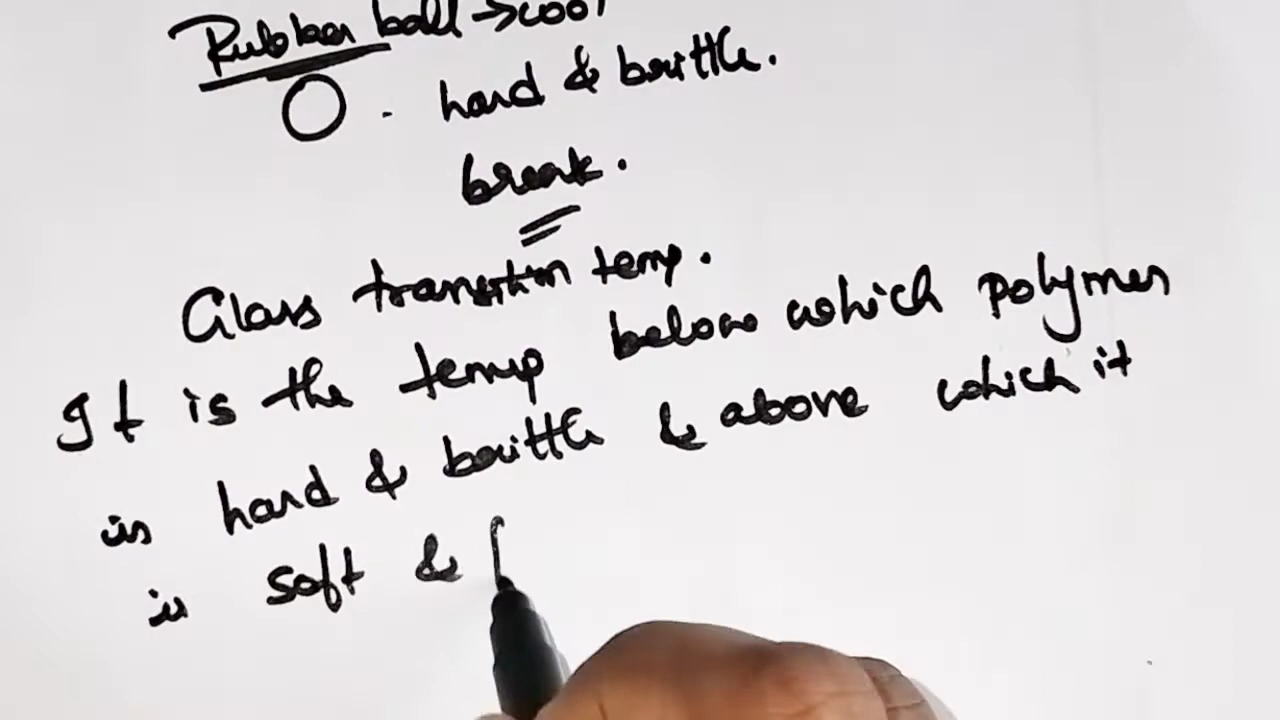 Rubber ball → cool
hard & brittle.
break.
Glass transition temp.
It is the temp below which polymer
is hard & brittle & above which it
is soft & f